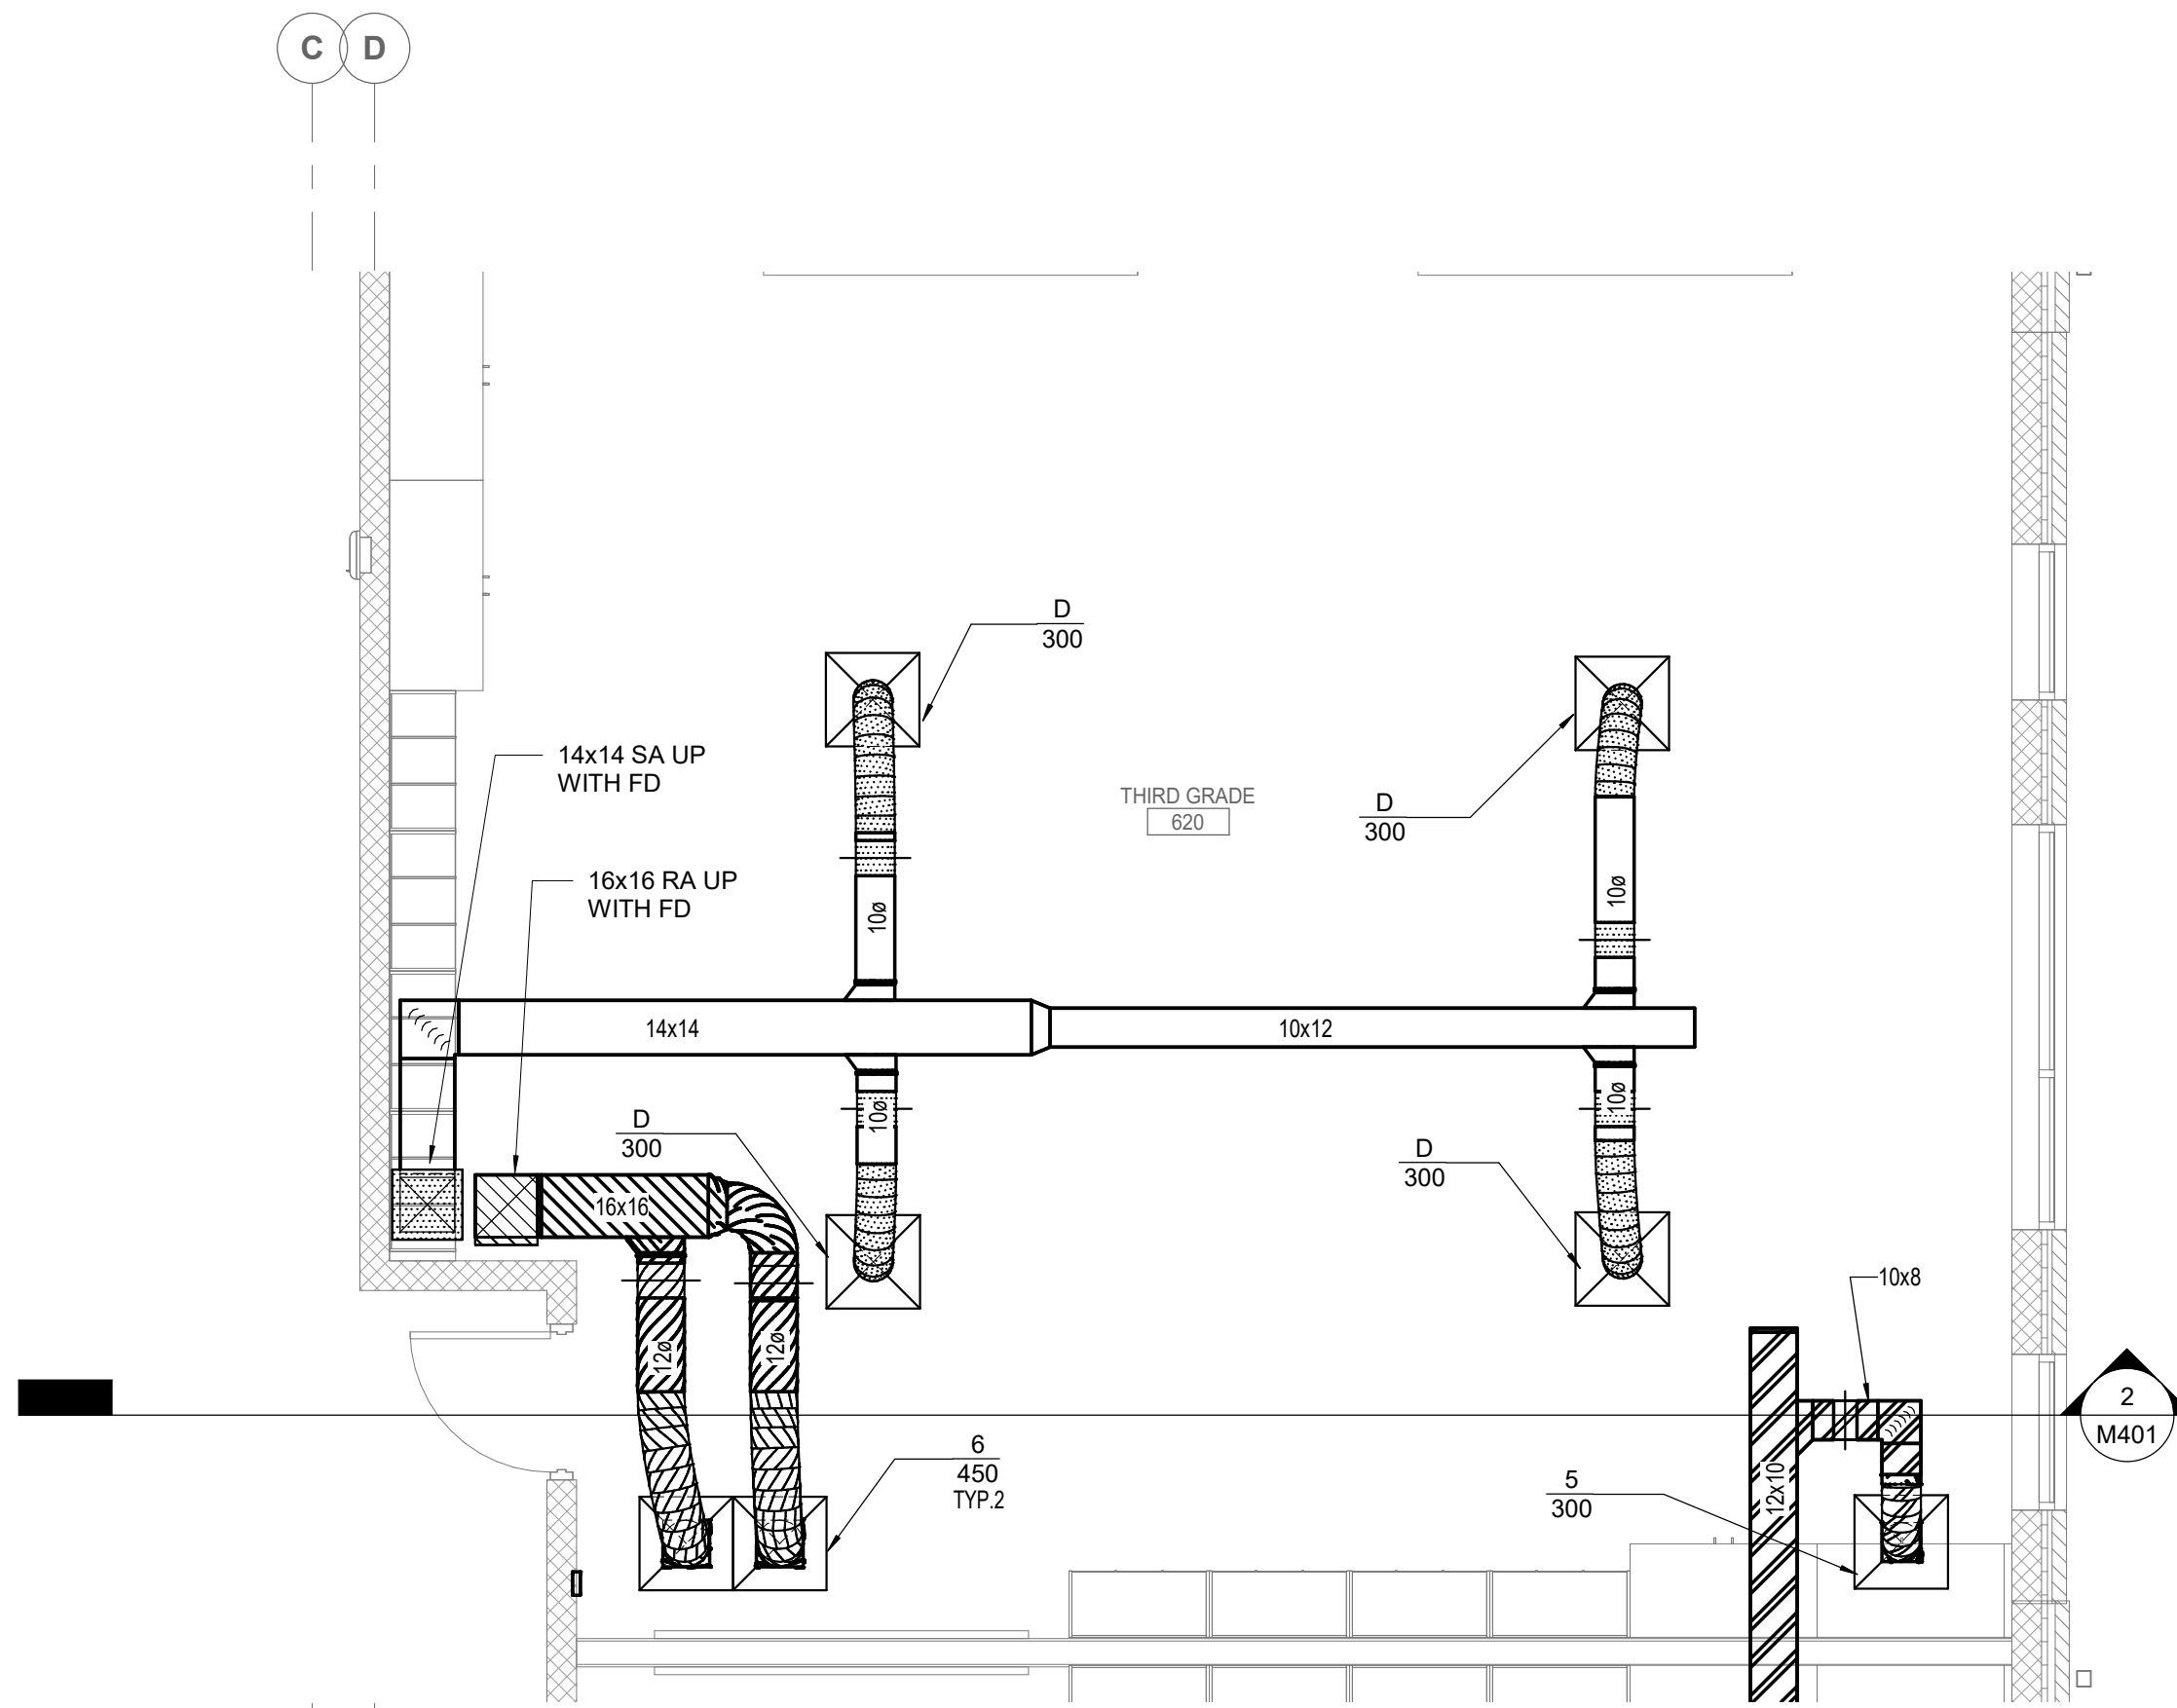 C
D
D
300
14x14 SA UP
WITH FD
THIRD GRADE
620
D
300
16x16 RA UP
WITH FD
10ø
10ø
14x14
10x12
10ø
10ø
D
300
D
300
16x16
10x8
12ø
12ø
2
M401
6
450
TYP.2
5
300
12x10